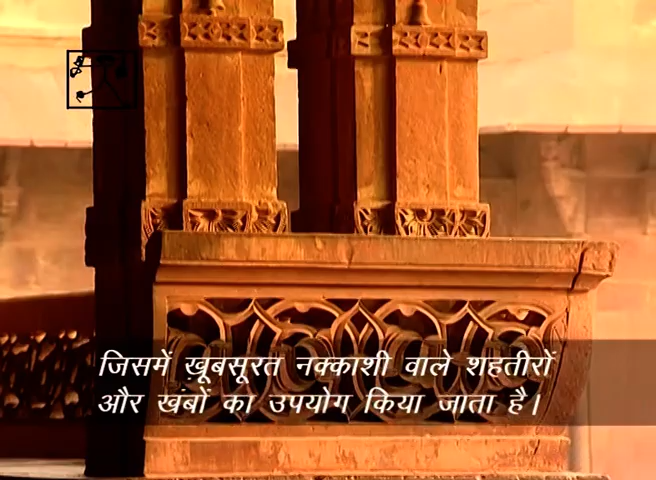 जिसमें खूबसूरत नक्काशी वाले शहतीरों
और खंबों का उपयोग किया जाता है।